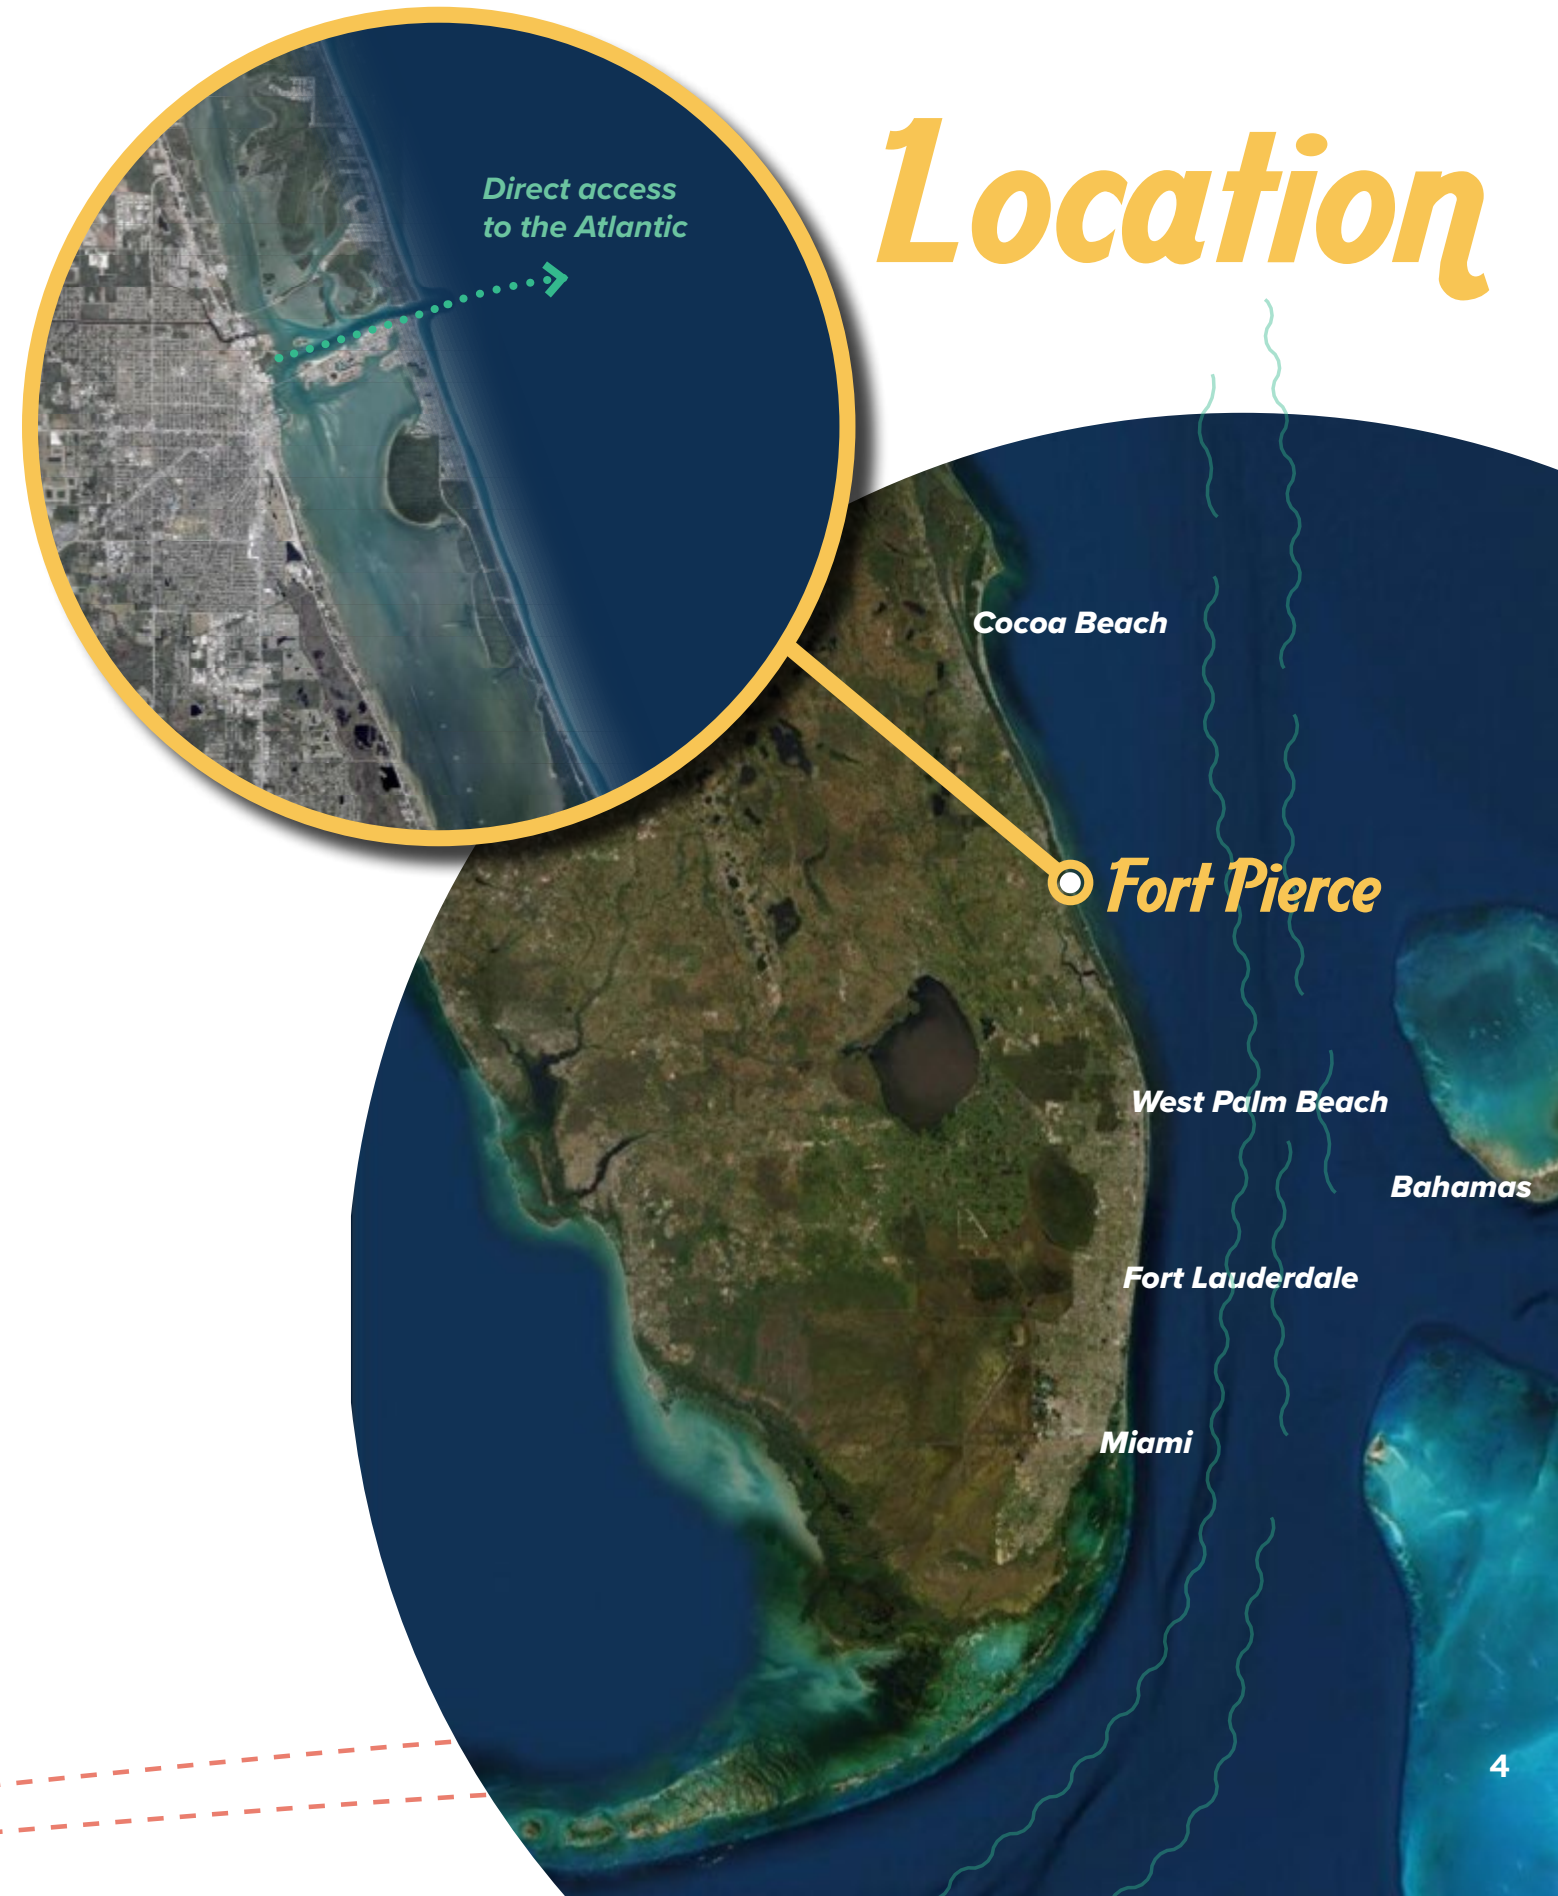 Location
Direct access
to the Atlantic
Cocoa Beach
Fort Pierce
West Palm Beach
Bahamas
Fort Lauderdale
Miami
4